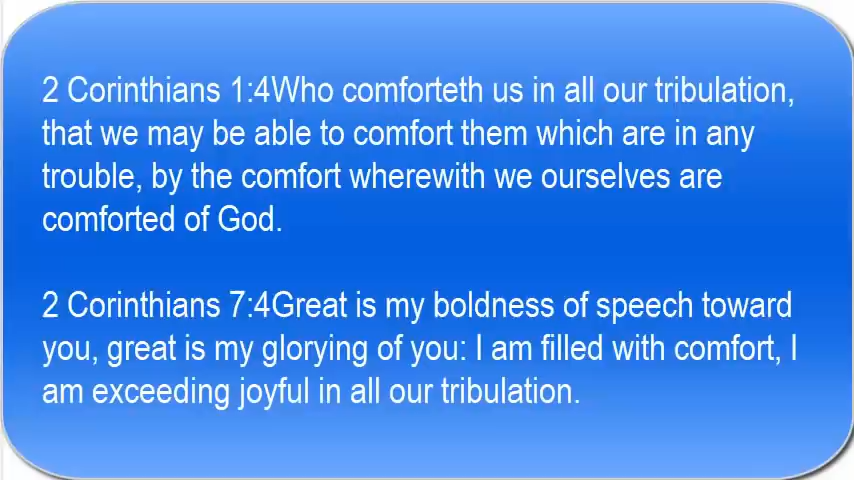 2 Corinthians 1:4Who comforteth us in all our tribulation,
that we may be able to comfort them which are in any
trouble, by the comfort wherewith we ourselves are
comforted of God.
2 Corinthians 7:4Great is my boldness of speech toward
you, great is my glorying of you: I am filled with comfort, I
am exceeding joyful in all our tribulation.